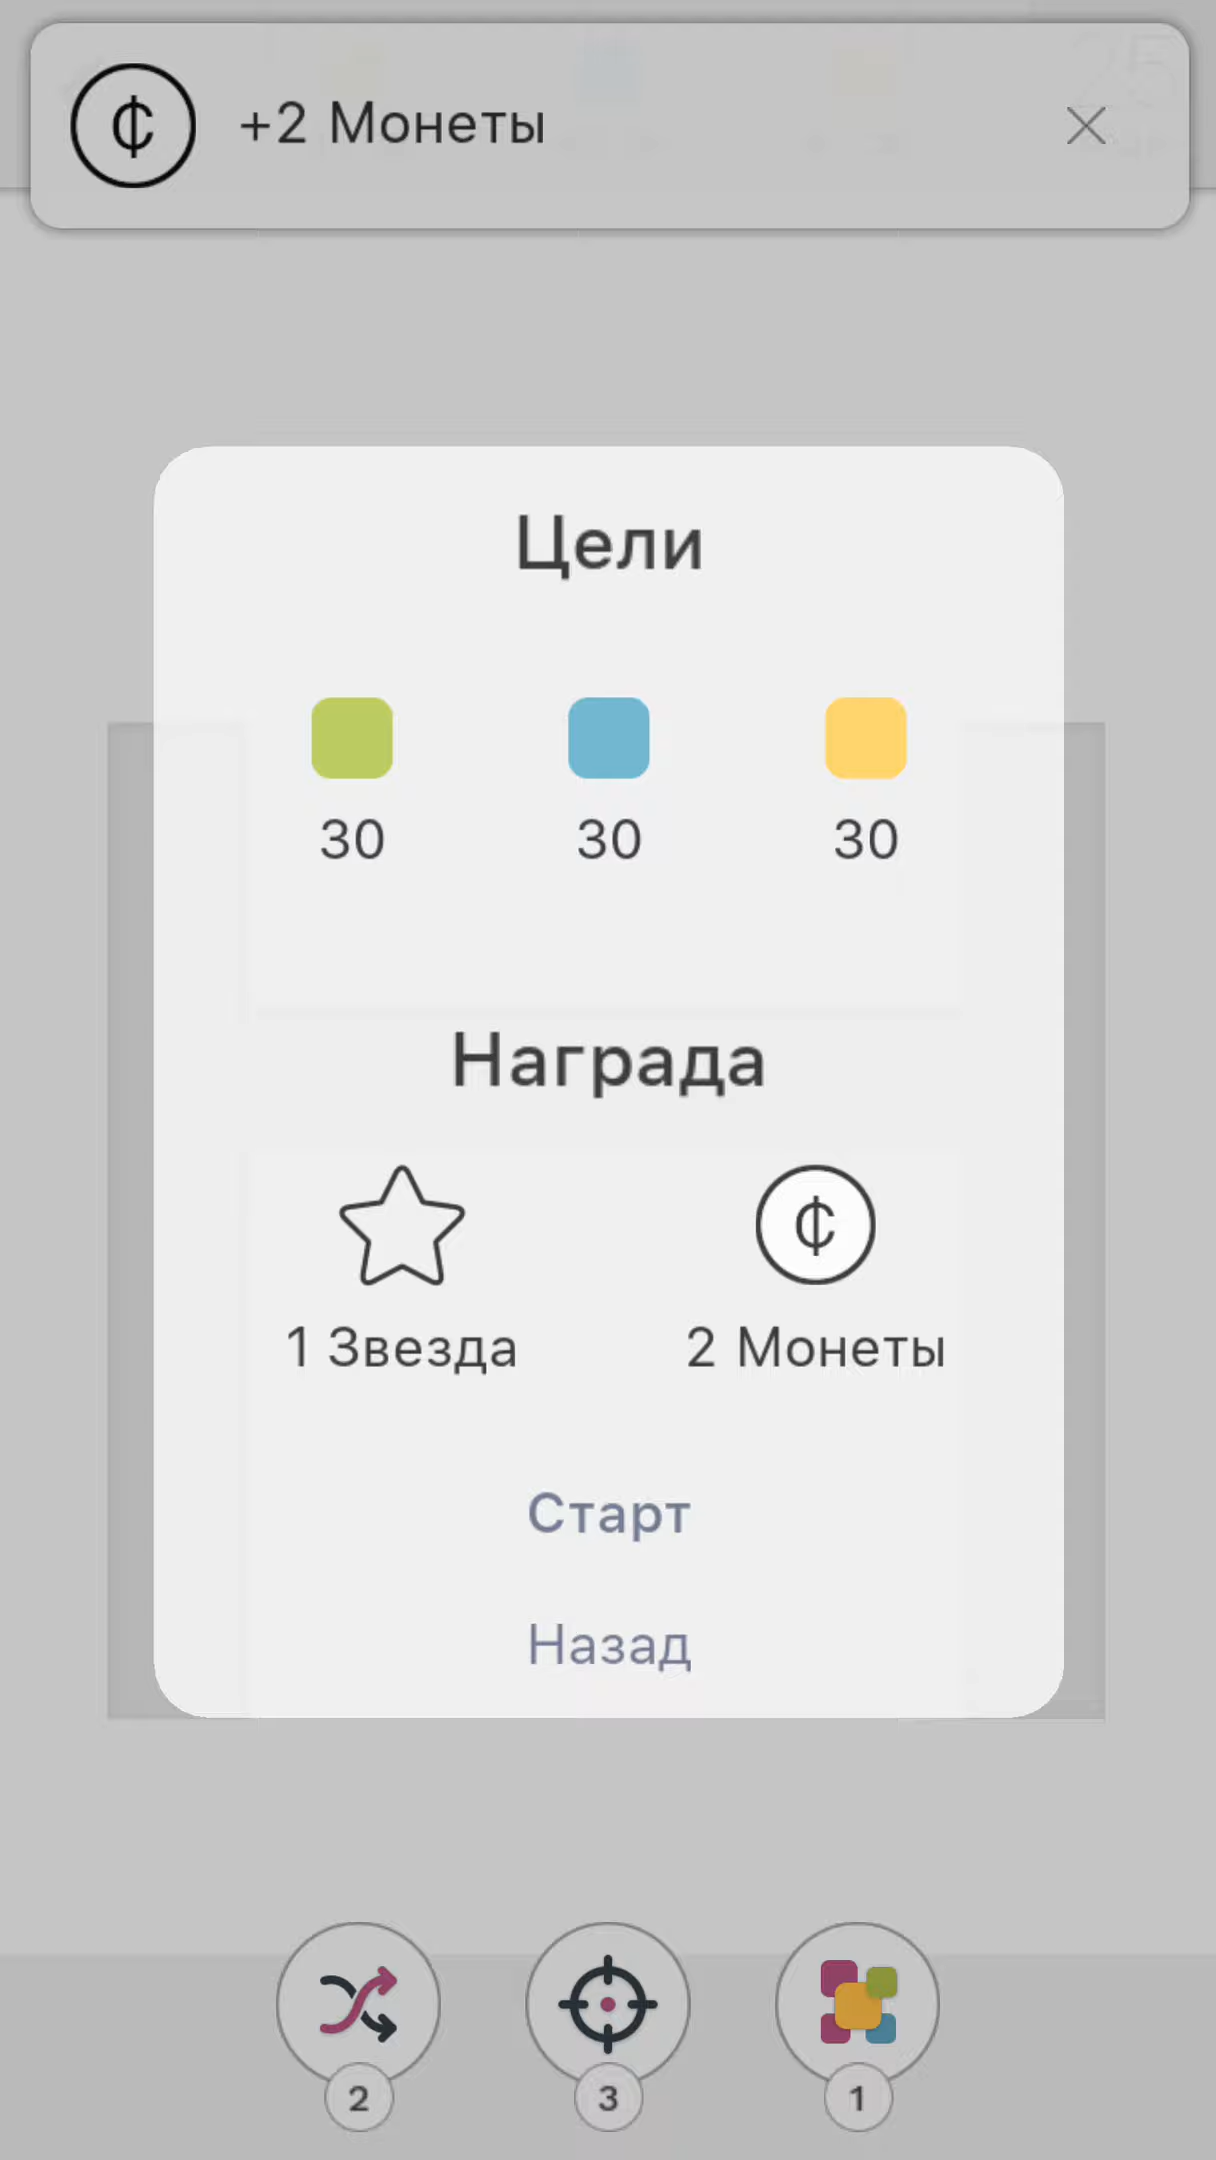 +2 Монеты
Цели
30 30 30
Награда
1 Звезда 2 Монеты
Старт
Назад
2 3 1